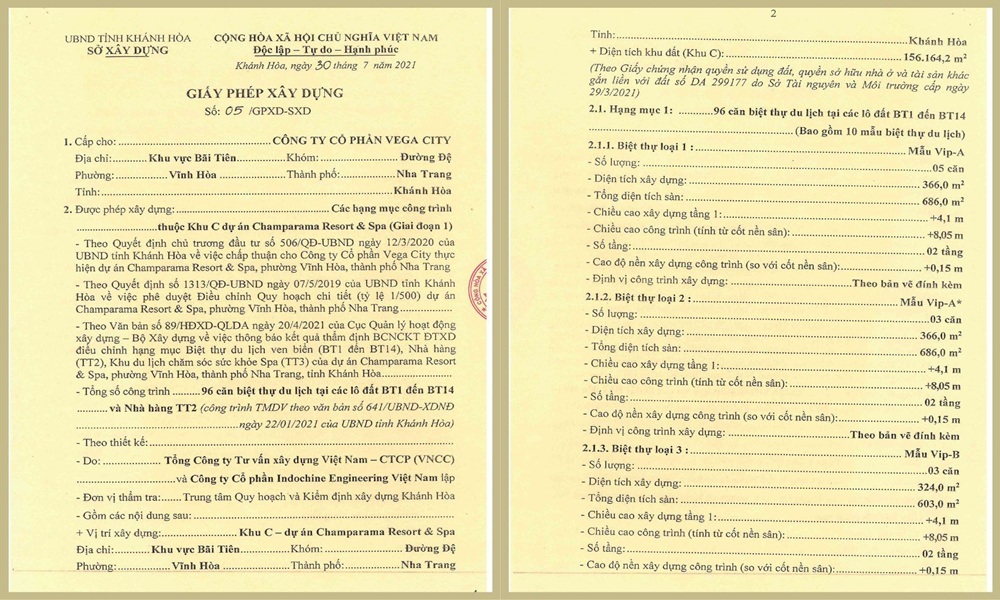 UBND TỈNH KHÁNH HÒA
SỞ XÂY DỰNG
CỘNG HÒA XÃ HỘI CHỦ NGHĨA VIỆT NAM
Độc lập – Tự do – Hạnh phúc
Khánh Hòa, ngày 30 tháng 7 năm 2021
GIẤY PHÉP XÂY DỰNG
Số: 05 /GPXD-SXD
1. Cấp cho: CÔNG TY CỔ PHẦN VEGA CITY
Địa chỉ: Khu vực Bãi Tiên Khóm: Đường Đệ
Phường: Vĩnh Hòa Thành phố: Nha Trang
Tỉnh: Khánh Hòa
2. Được phép xây dựng: Các hạng mục công trình
thuộc Khu C dự án Champarama Resort & Spa (Giai đoạn 1)
- Theo Quyết định chủ trương đầu tư số 506/QĐ-UBND ngày 12/3/2020 của
UBND tỉnh Khánh Hòa về việc chấp thuận cho Công ty Cổ phần Vega City thực
hiện dự án Champarama Resort & Spa, phường Vĩnh Hòa, thành phố Nha Trang
- Theo Quyết định số 1313/QĐ-UBND ngày 07/5/2019 của UBND tỉnh Khánh
Hòa về việc phê duyệt Điều chỉnh Quy hoạch chi tiết (tỷ lệ 1/500) dự án
Champarama Resort & Spa, phường Vĩnh Hòa, thành phố Nha Trang
- Theo Văn bản số 89/HĐXD-QLDA ngày 20/4/2021 của Cục Quản lý hoạt động
xây dựng – Bộ Xây dựng về việc thông báo kết quả thẩm định BCNCKT ĐTXD
điều chỉnh hạng mục Biệt thự du lịch ven biển (BT1 đến BT14), Nhà hàng
(TT2), Khu du lịch chăm sóc sức khỏe Spa (TT3) của dự án Champarama Resort
& Spa, phường Vĩnh Hòa, thành phố Nha Trang, tỉnh Khánh Hòa
- Tổng số công trình 96 căn biệt thự du lịch tại các lô đất BT1 đến BT14
và Nhà hàng TT2 (công trình TMDV theo văn bản số 641/UBND-XDNĐ
ngày 22/01/2021 của UBND tỉnh Khánh Hòa)
- Theo thiết kế:
- Do: Tổng Công ty Tư vấn xây dựng Việt Nam – CTCP (VNCC)
và Công ty Cổ phần Indochine Engineering Việt Nam lập
- Đơn vị thẩm tra: Trung tâm Quy hoạch và Kiểm định xây dựng Khánh Hòa
- Gồm các nội dung sau:
+ Vị trí xây dựng: Khu C – dự án Champarama Resort & Spa
Địa chỉ: Khu vực Bãi Tiên Khóm: Đường Đệ
Phường: Vĩnh Hòa Thành phố: Nha Trang
2
Tỉnh: Khánh Hòa
+ Diện tích khu đất (Khu C): 156.164,2 m²
(Theo Giấy chứng nhận quyền sử dụng đất, quyền sở hữu nhà ở và tài sản khác
gắn liền với đất số DA 299177 do Sở Tài nguyên và Môi trường cấp ngày
29/3/2021)
2.1. Hạng mục 1: 96 căn biệt thự du lịch tại các lô đất BT1 đến BT14
(Bao gồm 10 mẫu biệt thự du lịch)
2.1.1. Biệt thự loại 1 : Mẫu Vip-A
- Số lượng: 05 căn
- Diện tích xây dựng: 366,0 m²
- Tổng diện tích sàn: 686,0 m²
- Chiều cao xây dựng tầng 1: +4,1 m
- Chiều cao công trình (tính từ cốt nền sân): +8,05 m
- Số tầng: 02 tầng
- Cao độ nền xây dựng công trình (so với cốt nền sân): +0,15 m
- Định vị công trình xây dựng: Theo bản vẽ đính kèm
2.1.2. Biệt thự loại 2 : Mẫu Vip-A*
- Số lượng: 03 căn
- Diện tích xây dựng: 366,0 m²
- Tổng diện tích sàn: 686,0 m²
- Chiều cao xây dựng tầng 1: +4,1 m
- Chiều cao công trình (tính từ cốt nền sân): +8,05 m
- Số tầng: 02 tầng
- Cao độ nền xây dựng công trình (so với cốt nền sân): +0,15 m
- Định vị công trình xây dựng: Theo bản vẽ đính kèm
2.1.3. Biệt thự loại 3 : Mẫu Vip-B
- Số lượng: 03 căn
- Diện tích xây dựng: 324,0 m²
- Tổng diện tích sàn: 603,0 m²
- Chiều cao xây dựng tầng 1: +4,1 m
- Chiều cao công trình (tính từ cốt nền sân): +8,05 m
- Số tầng: 02 tầng
- Cao độ nền xây dựng công trình (so với cốt nền sân): +0,15 m